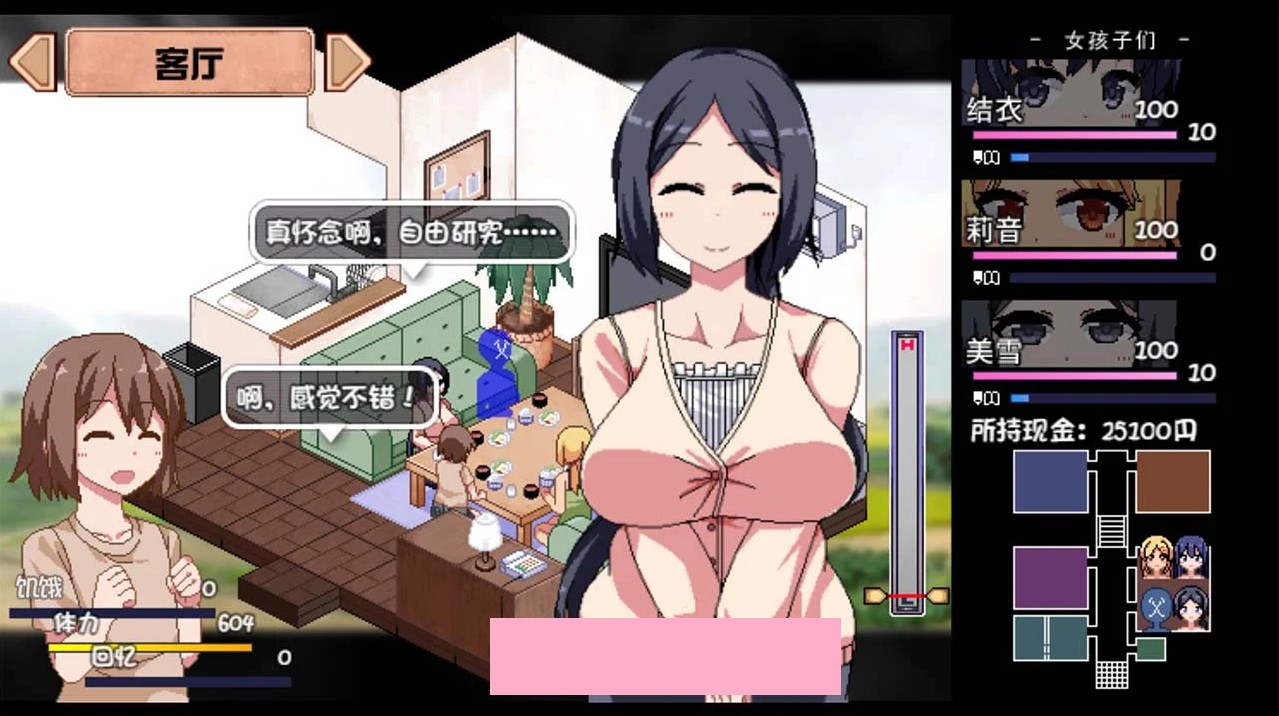 客厅
真怀念啊，自由研究……
啊，感觉不错！
父
饥饿 0
体力 604
回忆 0
H
L
- 女孩子们 -
结衣 100
10
莉音 100
0
美雪 100
10
所持现金：25100円
父